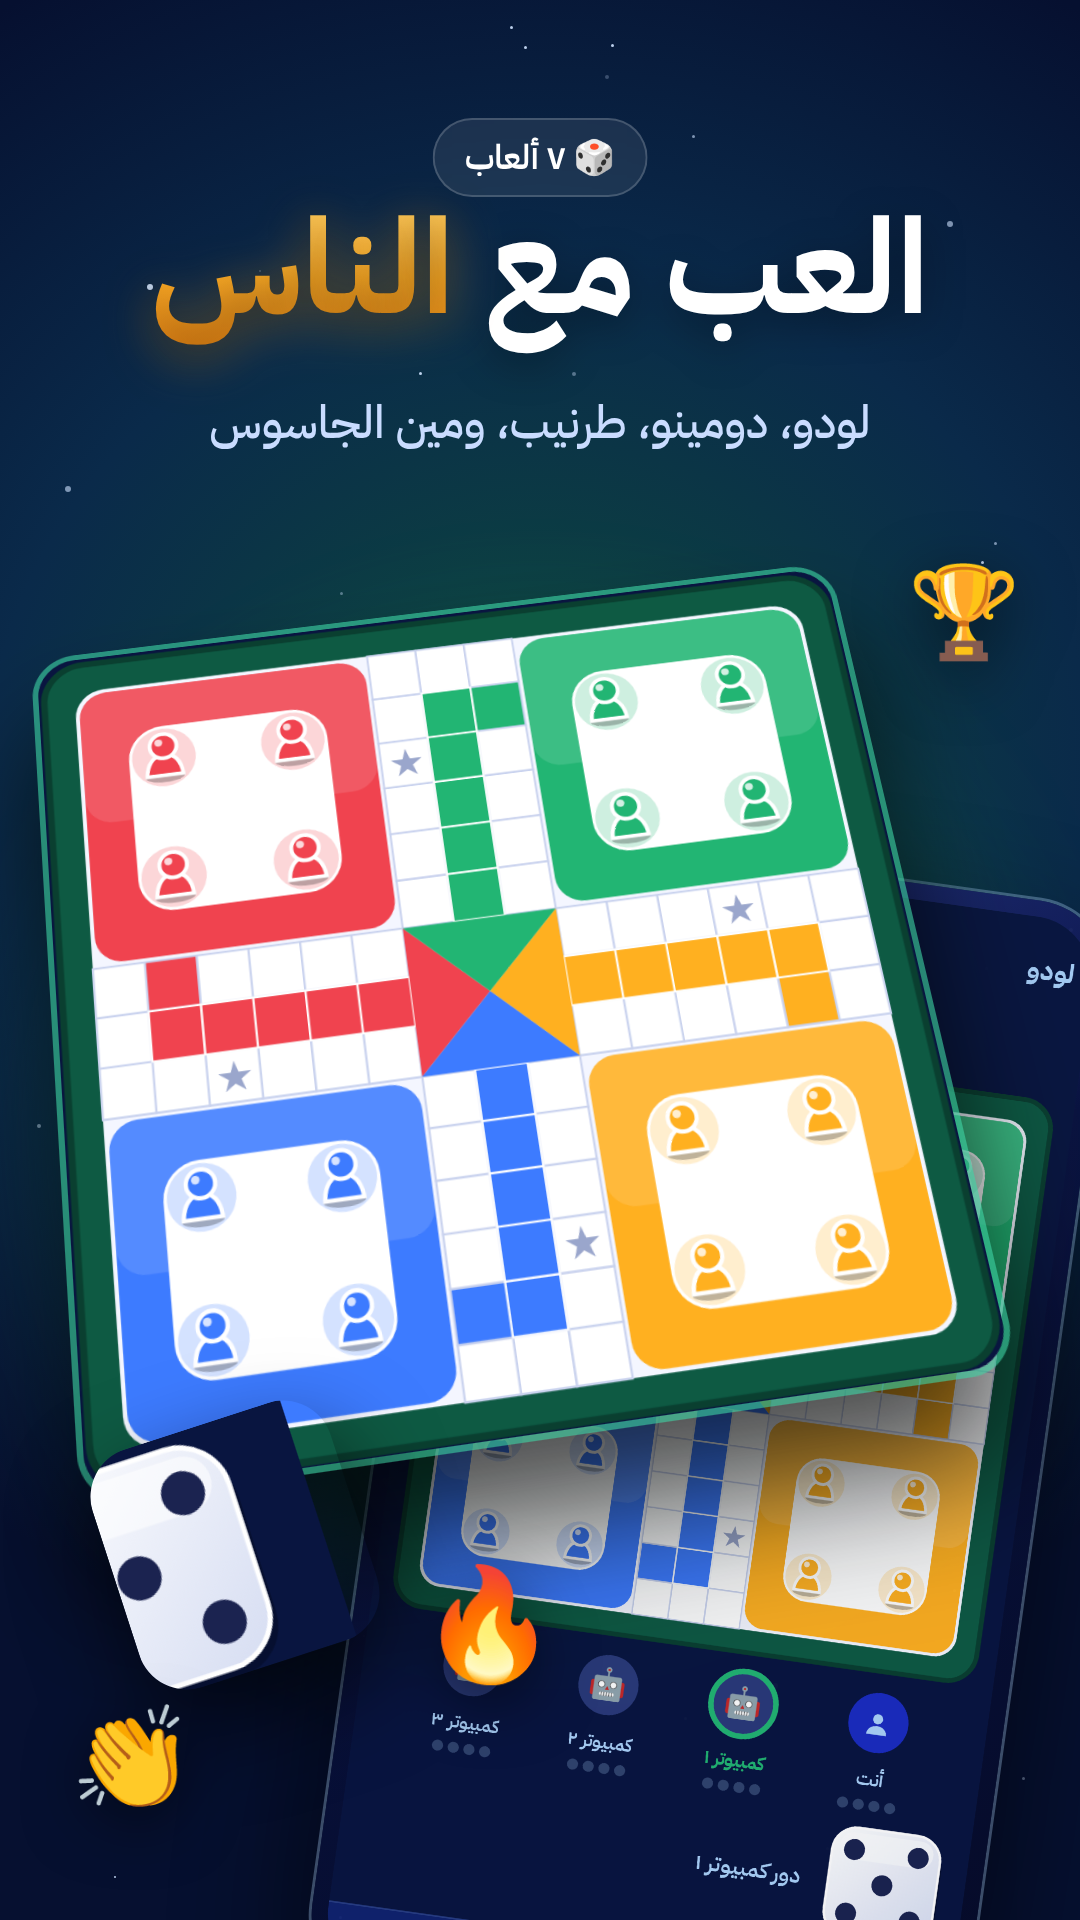 ٧ ألعاب
العب مع الناس
لودو، دومينو، طرنيب، ومين الجاسوس
لودو
أنت
كمبيوتر ١
كمبيوتر ٢
كمبيوتر ٣
دور كمبيوتر ١